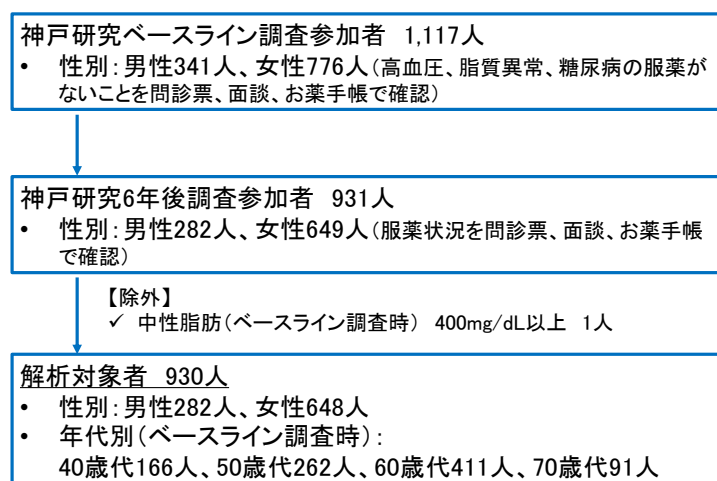 神戸研究ベースライン調査参加者 1,117人
• 性別：男性341人、女性776人（高血圧、脂質異常、糖尿病の服薬が
ないことを問診票、面談、お薬手帳で確認）
神戸研究6年後調査参加者 931人
• 性別：男性282人、女性649人（服薬状況を問診票、面談、お薬手帳
で確認）
【除外】
✓ 中性脂肪（ベースライン調査時） 400mg/dL以上 1人
解析対象者 930人
• 性別：男性282人、女性648人
• 年代別（ベースライン調査時）：
40歳代166人、50歳代262人、60歳代411人、70歳代91人